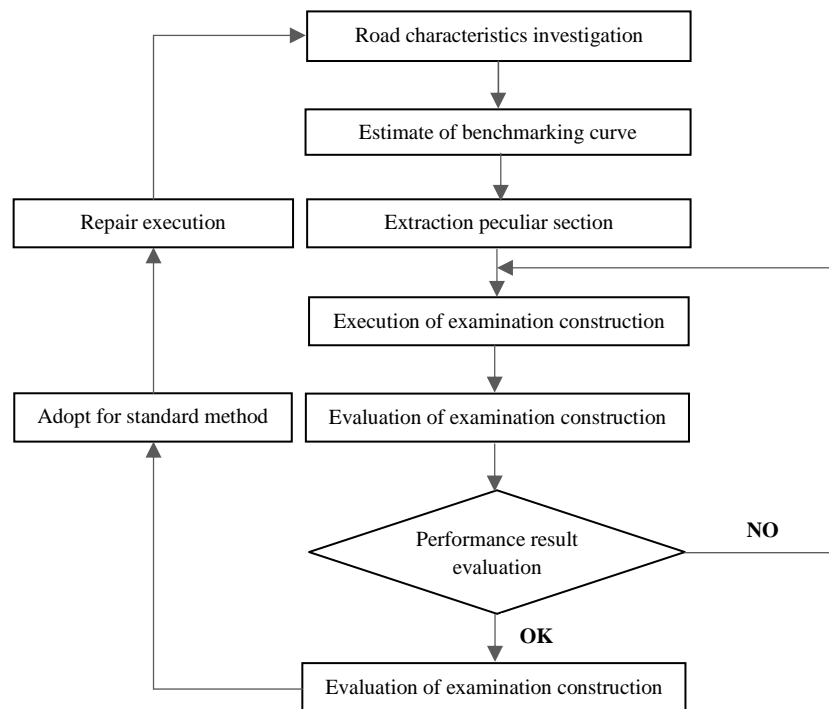 Road characteristics investigation
Estimate of benchmarking curve
Repair execution
Extraction peculiar section
Execution of examination construction
Adopt for standard method
Evaluation of examination construction
Performance result
evaluation
NO
OK
Evaluation of examination construction